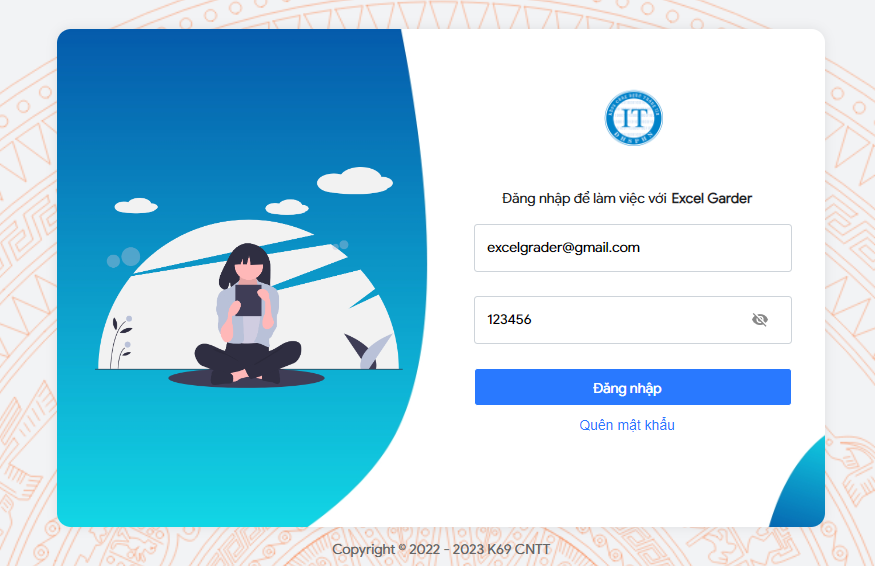 IT
Đăng nhập để làm việc với Excel Garder
excelgrader@gmail.com
123456
Đăng nhập
Quên mật khẩu
Copyright © 2022 - 2023 K69 CNTT